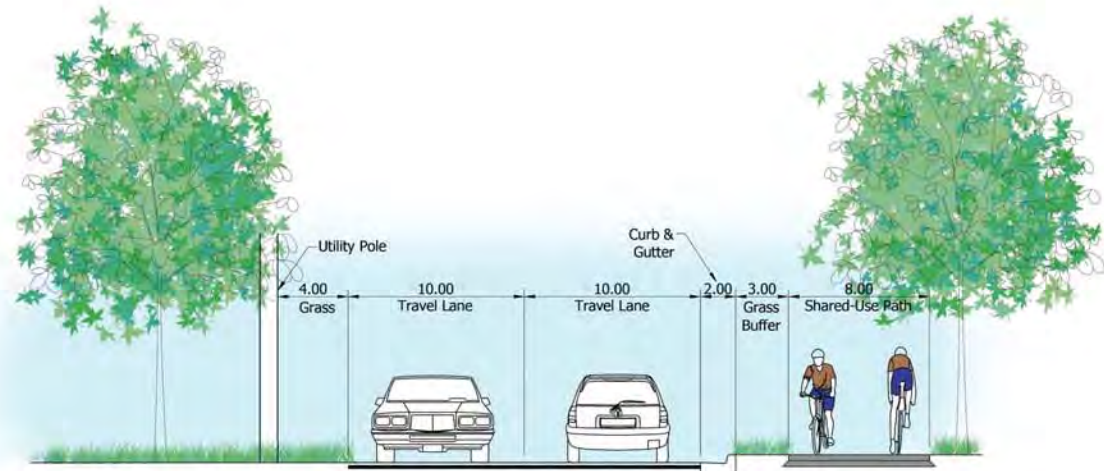 Utility Pole
Curb &
Gutter
4.00
Grass
10.00
Travel Lane
10.00
Travel Lane
2.00
3.00
Grass
Buffer
8.00
Shared-Use Path